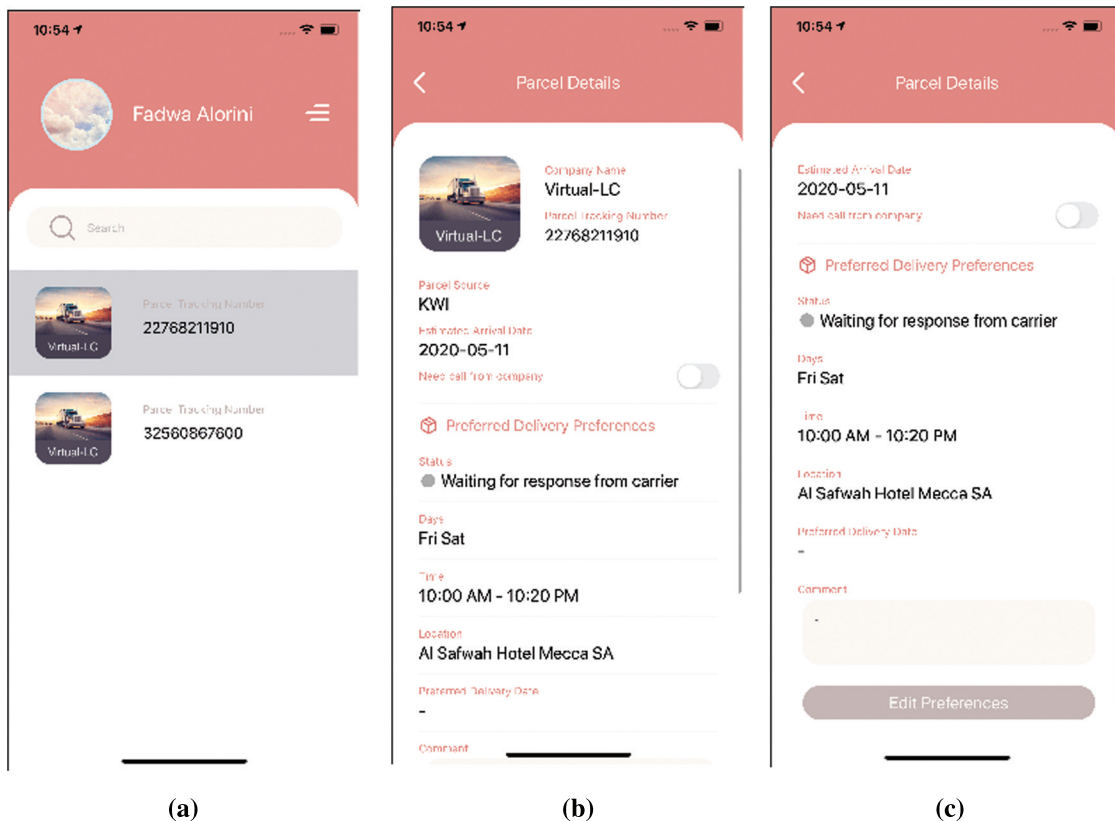 10:54
Fadwa Alorini
Search
Parcel Tracking Number
22768211910
Virtual-LC
Parcel Tracking Number
32560867600
Virtual-LC
(a)
10:54
Parcel Details
Company Name
Virtual-LC
Parcel Tracking Number
22768211910
Virtual-LC
Parcel Source
KWI
Estimated Arrival Date
2020-05-11
Need call from company
Preferred Delivery Preferences
Status
Waiting for response from carrier
Days
Fri Sat
Time
10:00 AM - 10:20 PM
Location
Al Safwah Hotel Mecca SA
Preferred Delivery Date
-
Comment
(b)
10:54
Parcel Details
Estimated Arrival Date
2020-05-11
Need call from company
Preferred Delivery Preferences
Status
Waiting for response from carrier
Days
Fri Sat
Time
10:00 AM - 10:20 PM
Location
Al Safwah Hotel Mecca SA
Preferred Delivery Date
-
Comment
-
Edit Preferences
(c)